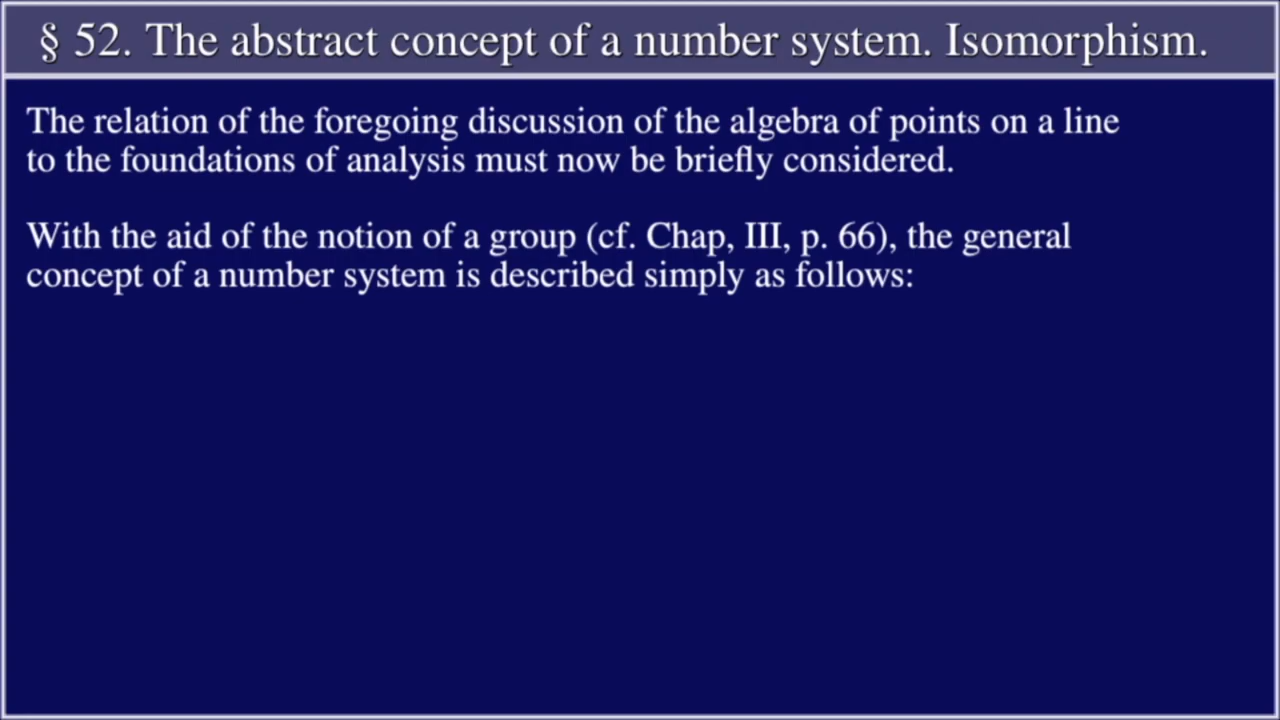 § 52. The abstract concept of a number system. Isomorphism.
The relation of the foregoing discussion of the algebra of points on a line
to the foundations of analysis must now be briefly considered.
With the aid of the notion of a group (cf. Chap, III, p. 66), the general
concept of a number system is described simply as follows: